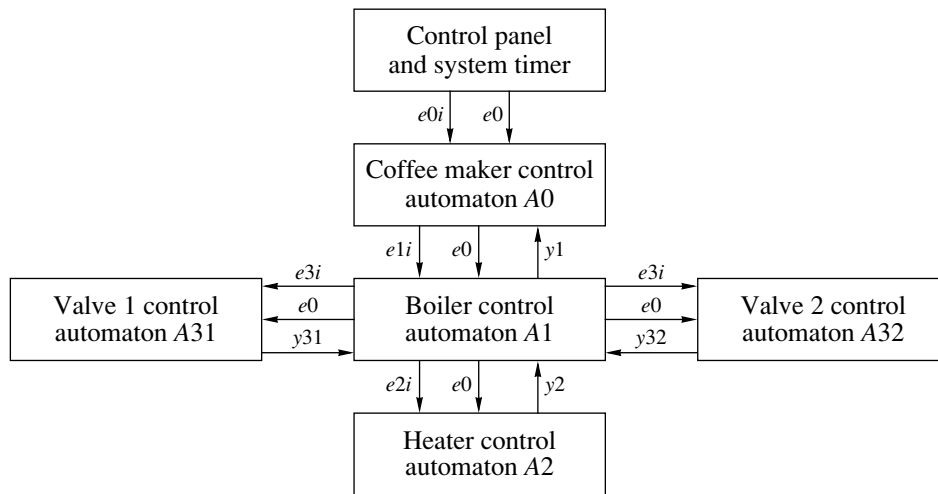 Control panel
and system timer
e0i
e0
Coffee maker control
automaton A0
e1i
e0
y1
e3i
e3i
Valve 1 control
automaton A31
e0
y31
Boiler control
automaton A1
e0
y32
Valve 2 control
automaton A32
e2i
e0
y2
Heater control
automaton A2